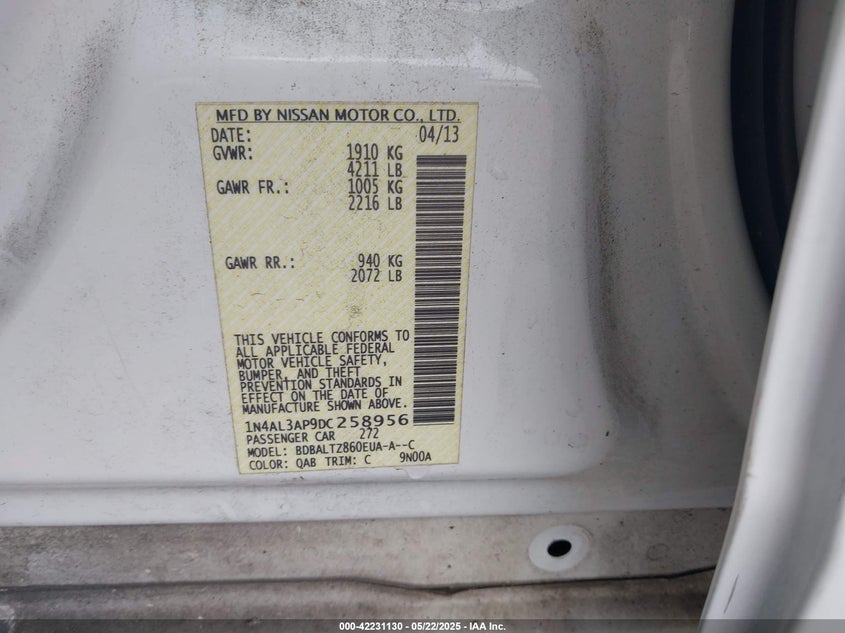 MFD BY NISSAN MOTOR CO., LTD.
DATE: 04/13
GVWR: 1910 KG
4211 LB
GAWR FR.: 1005 KG
2216 LB
GAWR RR.: 940 KG
2072 LB
THIS VEHICLE CONFORMS TO
ALL APPLICABLE FEDERAL
MOTOR VEHICLE SAFETY,
BUMPER, AND THEFT
PREVENTION STANDARDS IN
EFFECT ON THE DATE OF
MANUFACTURE SHOWN ABOVE.
1N4AL3AP9DC258956
PASSENGER CAR 272
MODEL: BDBALTZ860EUA-A--C
COLOR: QAB TRIM: C 9N00A
000-42231130 - 05/22/2025 - IAA Inc.